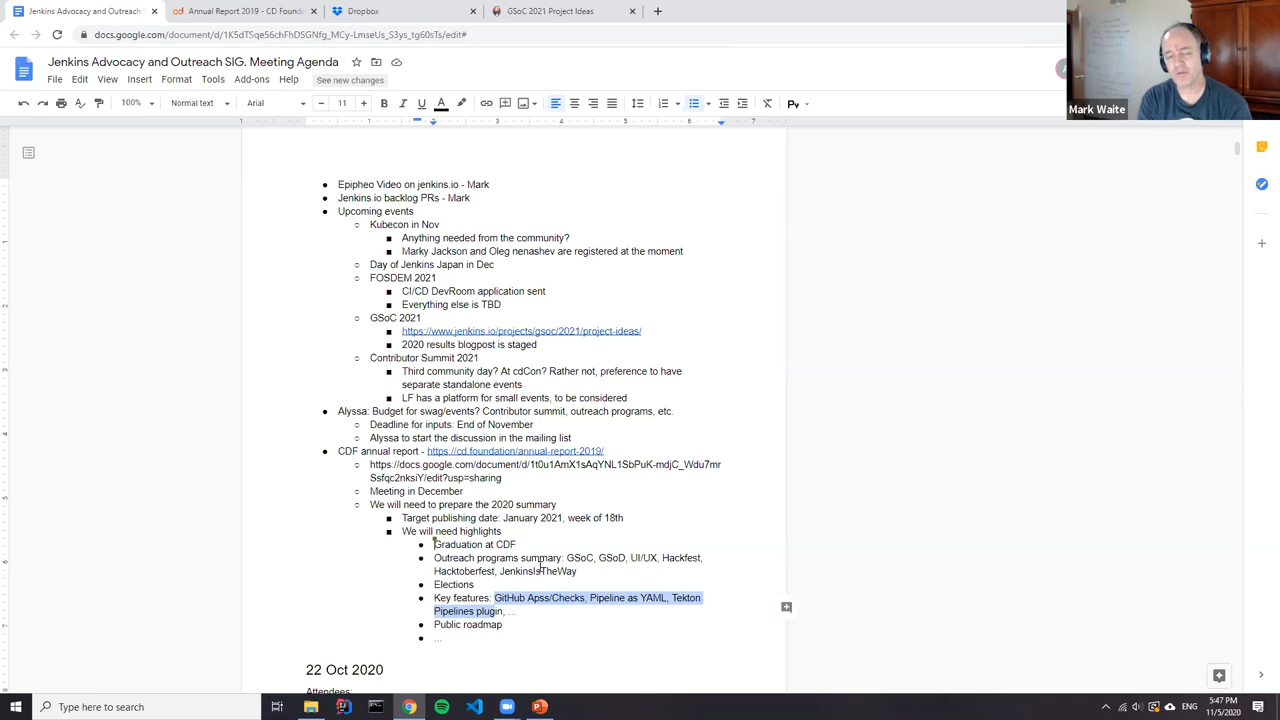 Jenkins Advocacy and Outreach S
Annual Report 2019 - CD Founda
Dropbox
GSoC 2021 Project Ideas
docs.google.com/document/d/1K5dTSqe56chFhDSGNfg_MCy-LmseUs_S3ys_tg60sTs/edit#
Jenkins Advocacy and Outreach SIG. Meeting Agenda
File Edit View Insert Format Tools Add-ons Help See new changes
100% Normal text Arial 11
Mark Waite
1 1 2 3 4 5 6 7
Epipheo Video on jenkins.io - Mark
Jenkins.io backlog PRs - Mark
Upcoming events
Kubecon in Nov
Anything needed from the community?
Marky Jackson and Oleg nenashev are registered at the moment
Day of Jenkins Japan in Dec
FOSDEM 2021
CI/CD DevRoom application sent
Everything else is TBD
GSoC 2021
https://www.jenkins.io/projects/gsoc/2021/project-ideas/
2020 results blogpost is staged
Contributor Summit 2021
Third community day? At cdCon? Rather not, preference to have
separate standalone events
LF has a platform for small events, to be considered
Alyssa: Budget for swag/events? Contributor summit, outreach programs, etc.
Deadline for inputs: End of November
Alyssa to start the discussion in the mailing list
CDF annual report - https://cd.foundation/annual-report-2019/
https://docs.google.com/document/d/1t0u1AmX1sAqYNL1SbPuK-mdjC_Wdu7mr
Ssfqc2nksiY/edit?usp=sharing
Meeting in December
We will need to prepare the 2020 summary
Target publishing date: January 2021, week of 18th
We will need highlights
Graduation at CDF
Outreach programs summary: GSoC, GSoD, UI/UX, Hackfest,
Hacktoberfest, JenkinsIsTheWay
Elections
Key features: GitHub Apss/Checks, Pipeline as YAML, Tekton
Pipelines plugin, ...
Public roadmap
...
22 Oct 2020
Attendees:
Type here to search
ENG
5:47 PM
11/5/2020